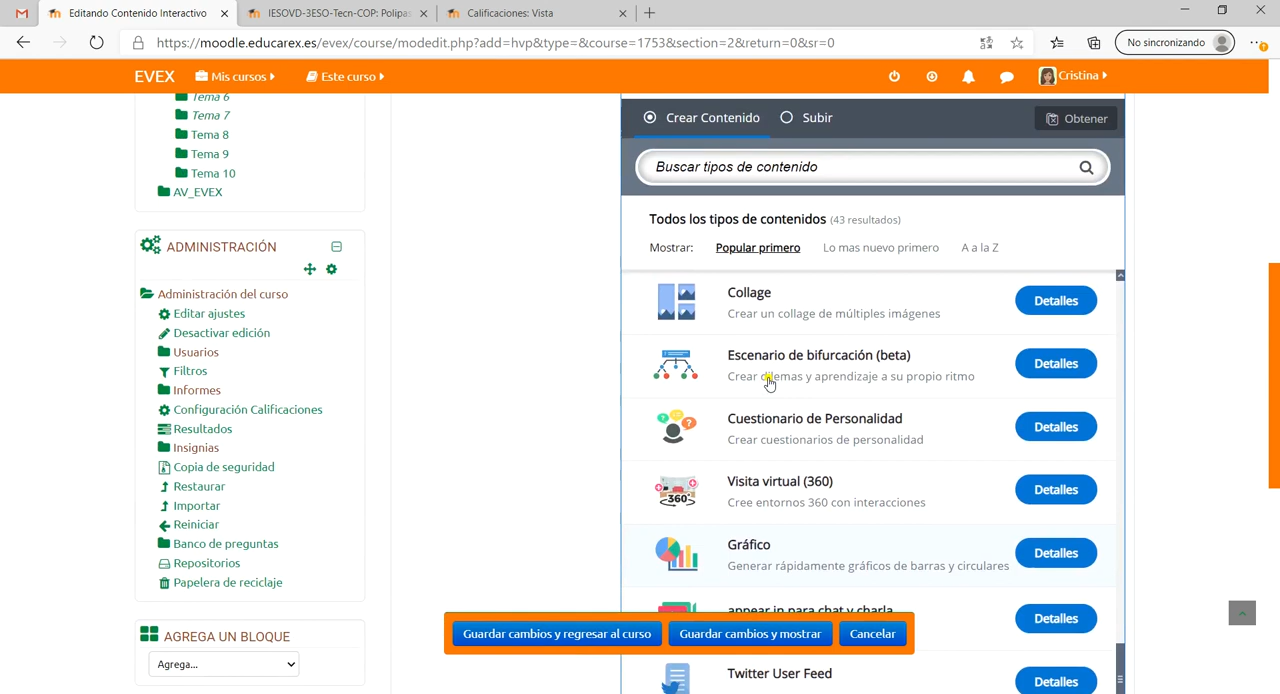 Editando Contenido Interactivo
IESOVD-3ESO-Tecn-COP: Polipas
Calificaciones: Vista
https://moodle.educarex.es/evex/course/modedit.php?add=hvp&type=&course=1753&section=2&return=0&sr=0
No sincronizando
EVEX
Mis cursos
Este curso
Cristina
Tema 6
Tema 7
Tema 8
Tema 9
Tema 10
AV_EVEX
ADMINISTRACIÓN
Administración del curso
Editar ajustes
Desactivar edición
Usuarios
Filtros
Informes
Configuración Calificaciones
Resultados
Insignias
Copia de seguridad
Restaurar
Importar
Reiniciar
Banco de preguntas
Repositorios
Papelera de reciclaje
AGREGA UN BLOQUE
Agrega...
Crear Contenido
Subir
Obtener
Buscar tipos de contenido
Todos los tipos de contenidos (43 resultados)
Mostrar: Popular primero Lo mas nuevo primero A a la Z
Collage
Crear un collage de múltiples imágenes
Detalles
Escenario de bifurcación (beta)
Crear dilemas y aprendizaje a su propio ritmo
Detalles
Cuestionario de Personalidad
Crear cuestionarios de personalidad
Detalles
Visita virtual (360)
Cree entornos 360 con interacciones
Detalles
360
Gráfico
Generar rápidamente gráficos de barras y circulares
Detalles
appear.in para chat y charla
Detalles
Guardar cambios y regresar al curso
Guardar cambios y mostrar
Cancelar
Twitter User Feed
Detalles